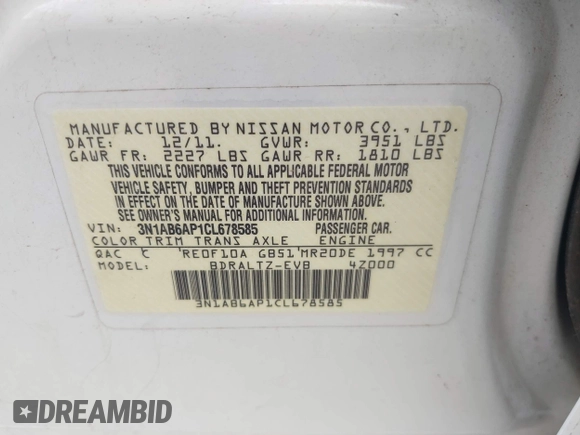 MANUFACTURED BY NISSAN MOTOR CO., LTD.
DATE: 12/11. GVWR: 3951 LBS
GAWR FR: 2227 LBS GAWR RR: 1810 LBS
THIS VEHICLE CONFORMS TO ALL APPLICABLE FEDERAL MOTOR
VEHICLE SAFETY, BUMPER AND THEFT PREVENTION STANDARDS
IN EFFECT ON THE DATE OF MANUFACTURE SHOWN ABOVE.
SEE OWNER'S MANUAL FOR ADDITIONAL INFORMATION.
VIN: 3N1AB6AP1CL678585 PASSENGER CAR.
COLOR TRIM TRANS AXLE ENGINE
QAC C 'RE0F10A GB51'MR20DE 1997 CC
MODEL: BDRALTZ-EVB 4Z000
3N1AB6AP1CL678585
DREAMBID